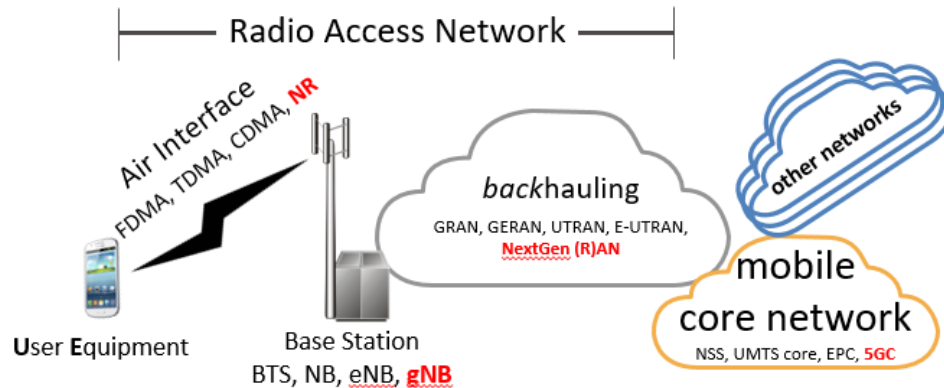 Radio Access Network
Air Interface
FDMA, TDMA, CDMA, NR
other networks
backhauling
GRAN, GERAN, UTRAN, E-UTRAN,
NextGen (R)AN
mobile
core network
NSS, UMTS core, EPC, 5GC
User Equipment
Base Station
BTS, NB, eNB, gNB